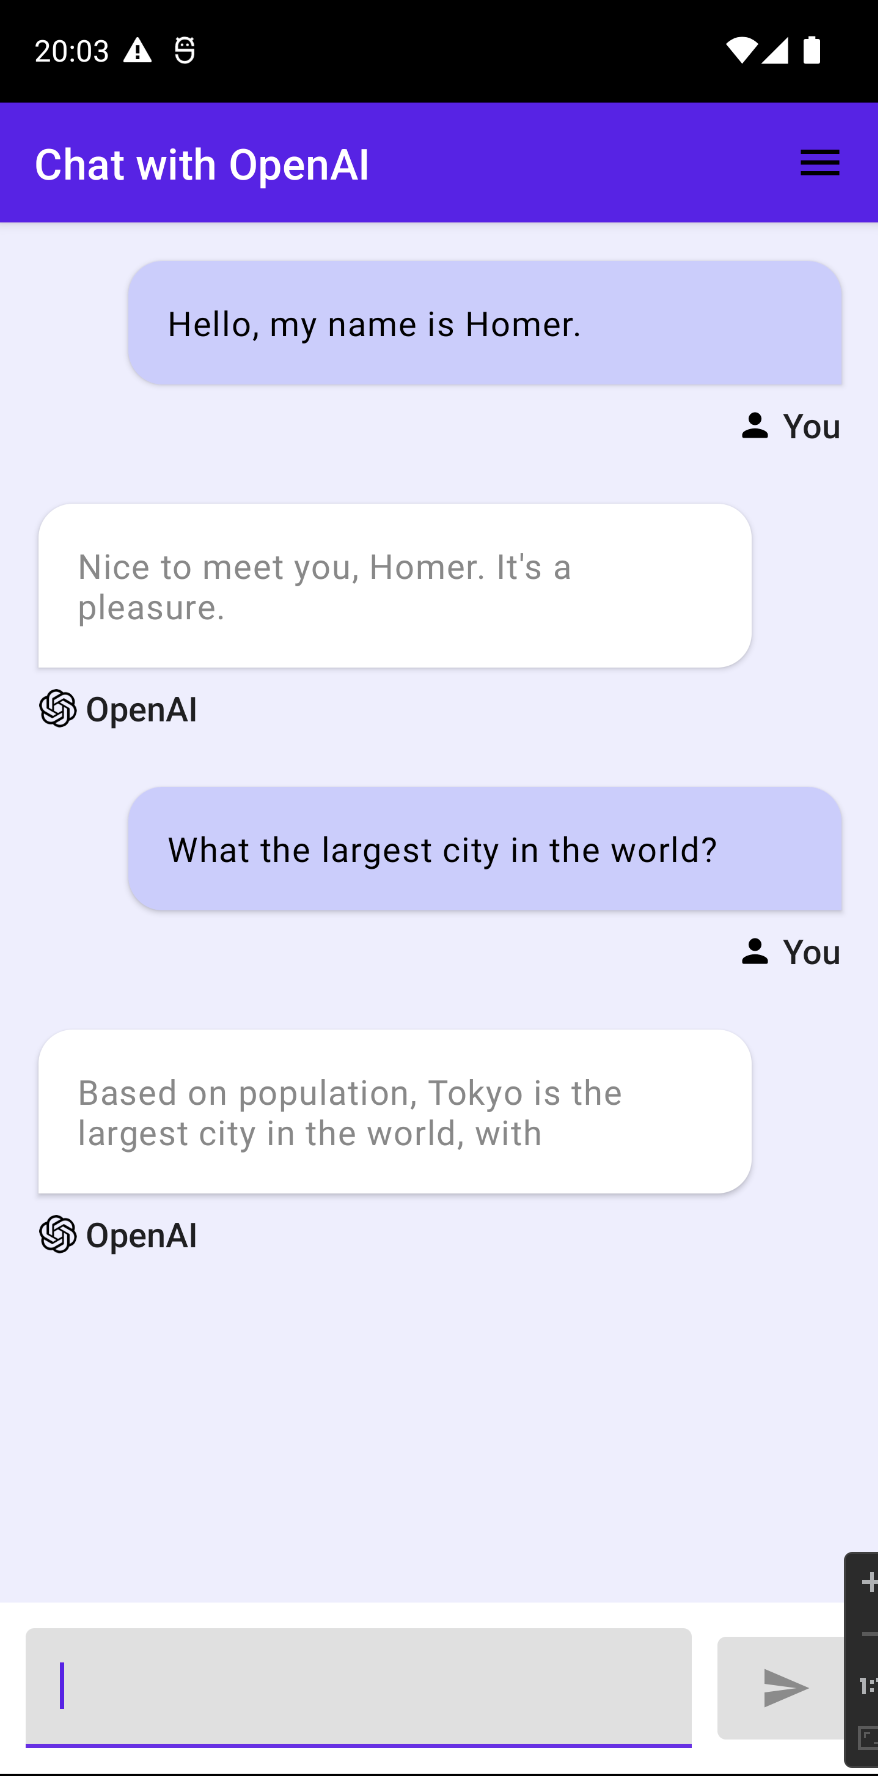 20:03
Chat with OpenAI
Hello, my name is Homer.
You
Nice to meet you, Homer. It's a
pleasure.
OpenAI
What the largest city in the world?
You
Based on population, Tokyo is the
largest city in the world, with
OpenAI